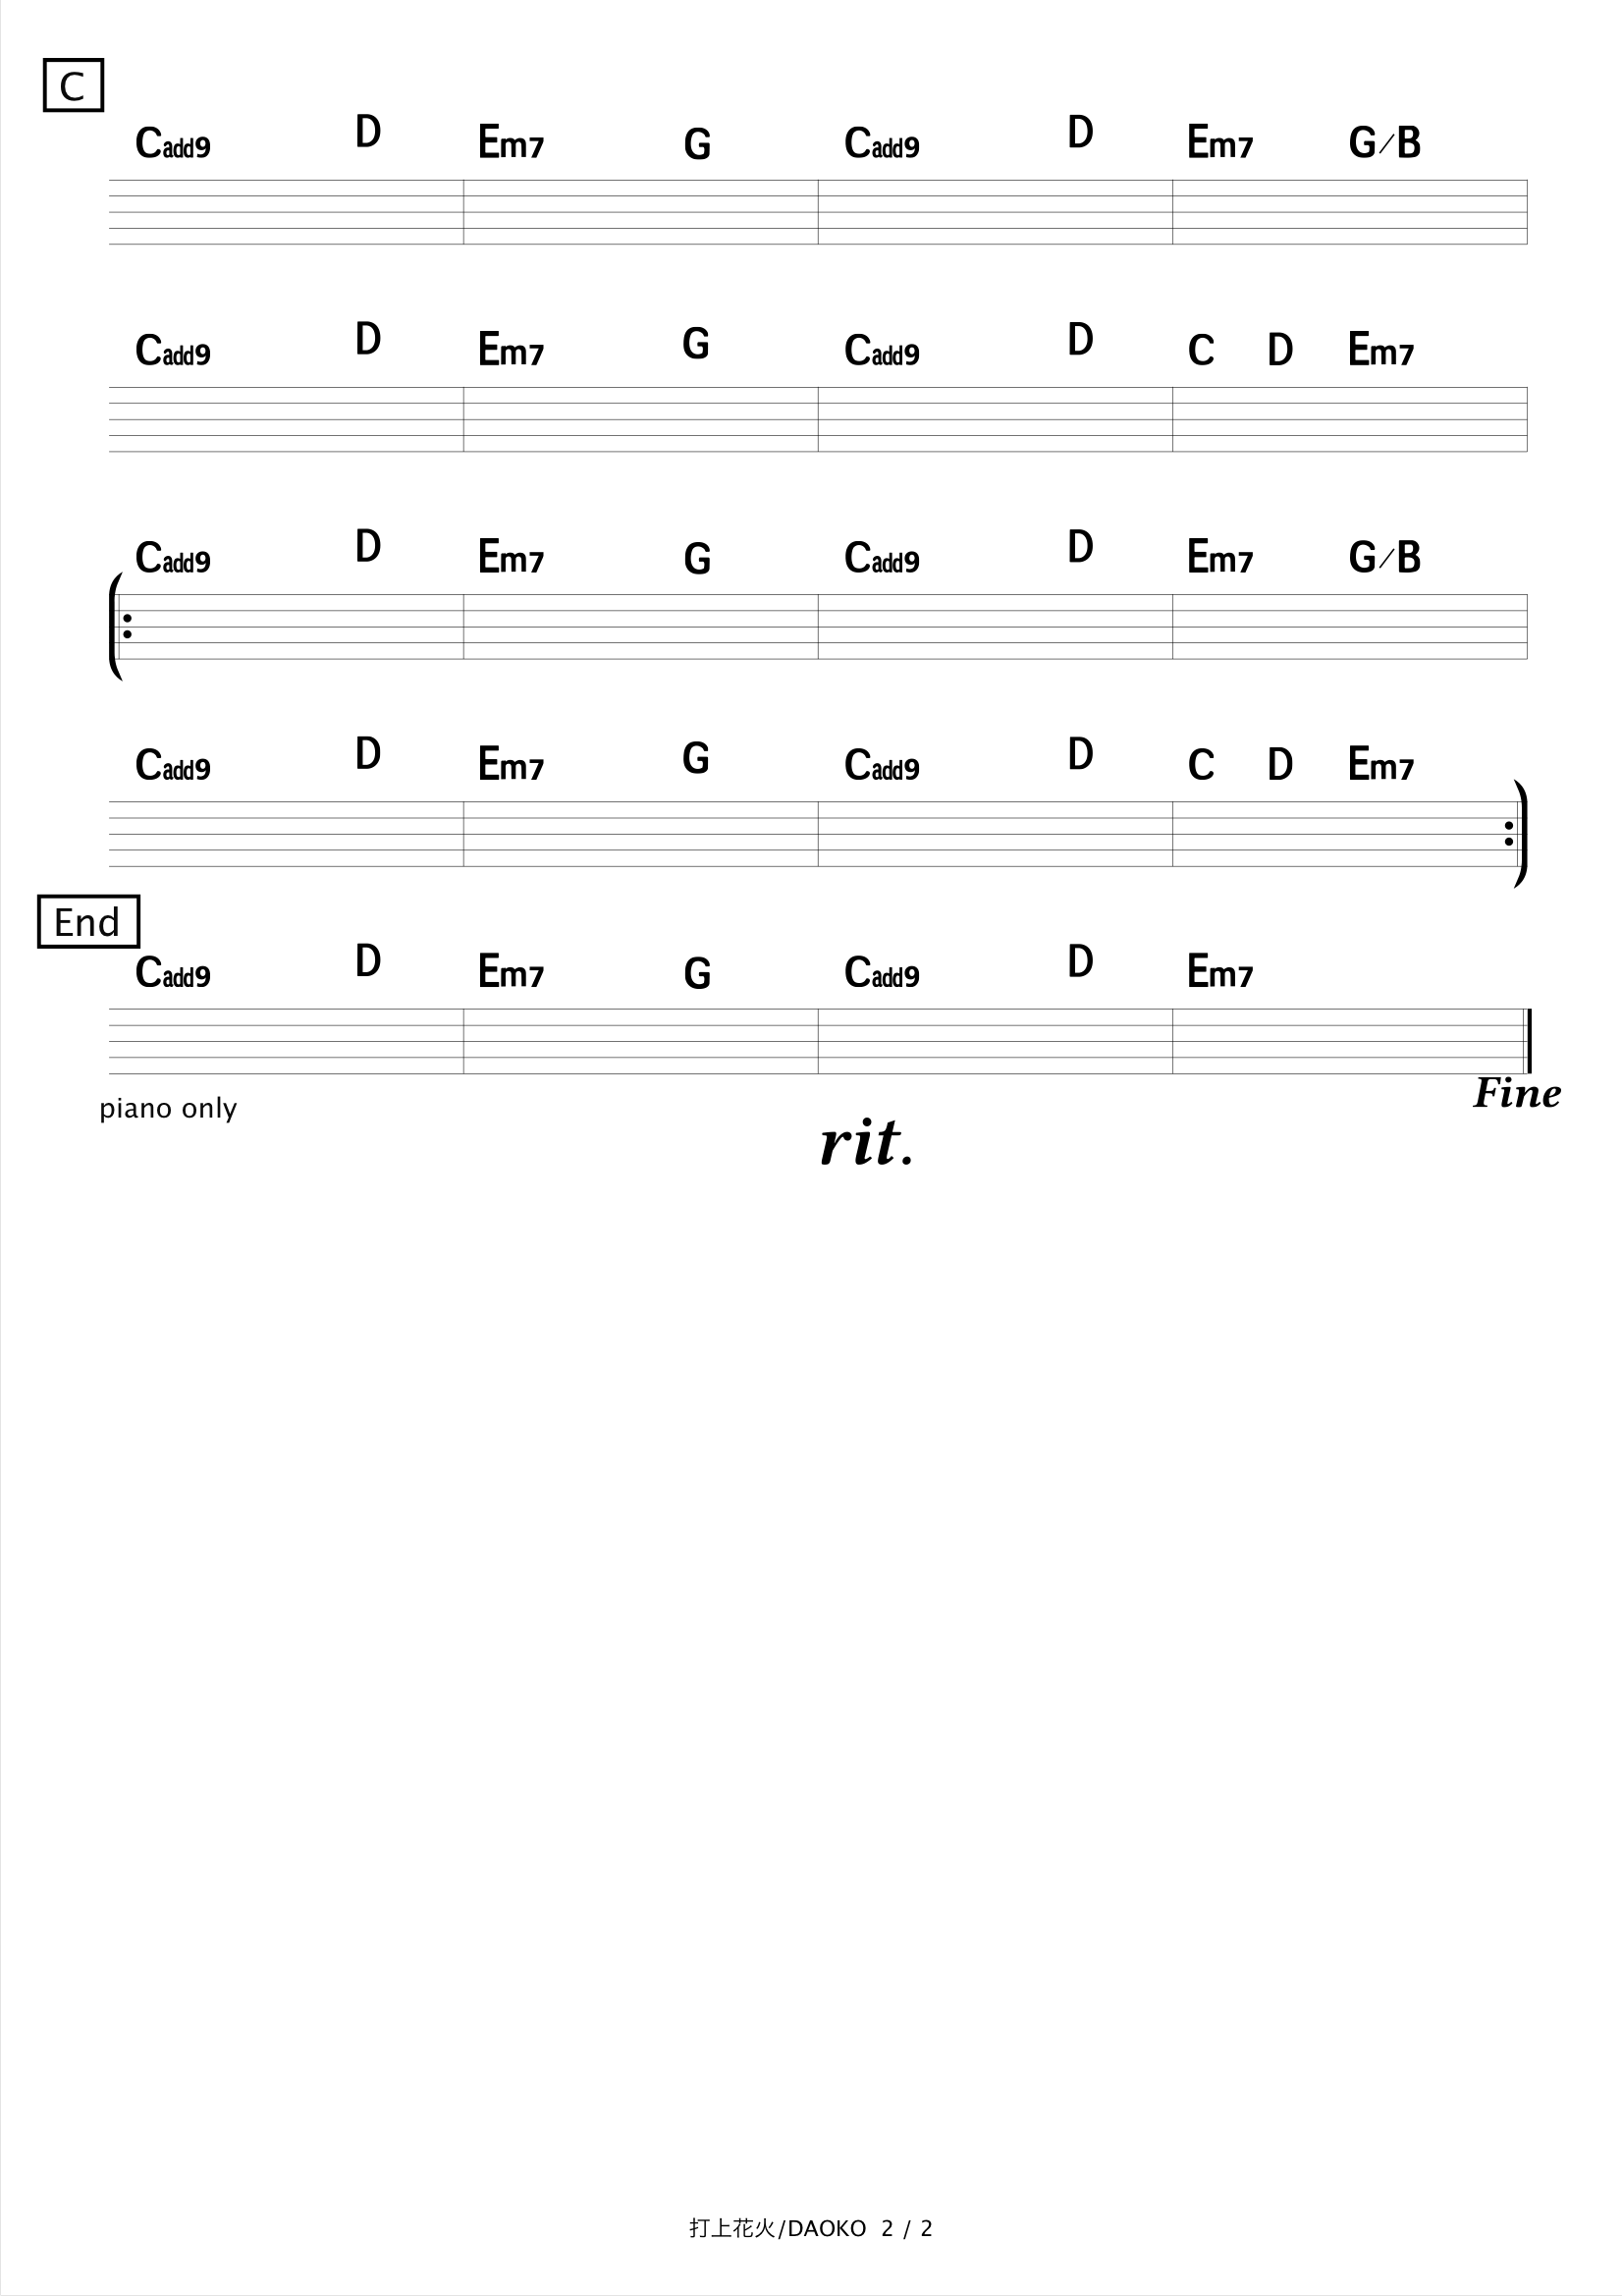 C
Cadd9 D Em7 G Cadd9 D Em7 G/B
Cadd9 D Em7 G Cadd9 D C D Em7
Cadd9 D Em7 G Cadd9 D Em7 G/B
Cadd9 D Em7 G Cadd9 D C D Em7
End
Cadd9 D Em7 G Cadd9 D Em7
Fine
piano only
rit.
打上花火/DAOKO 2 / 2